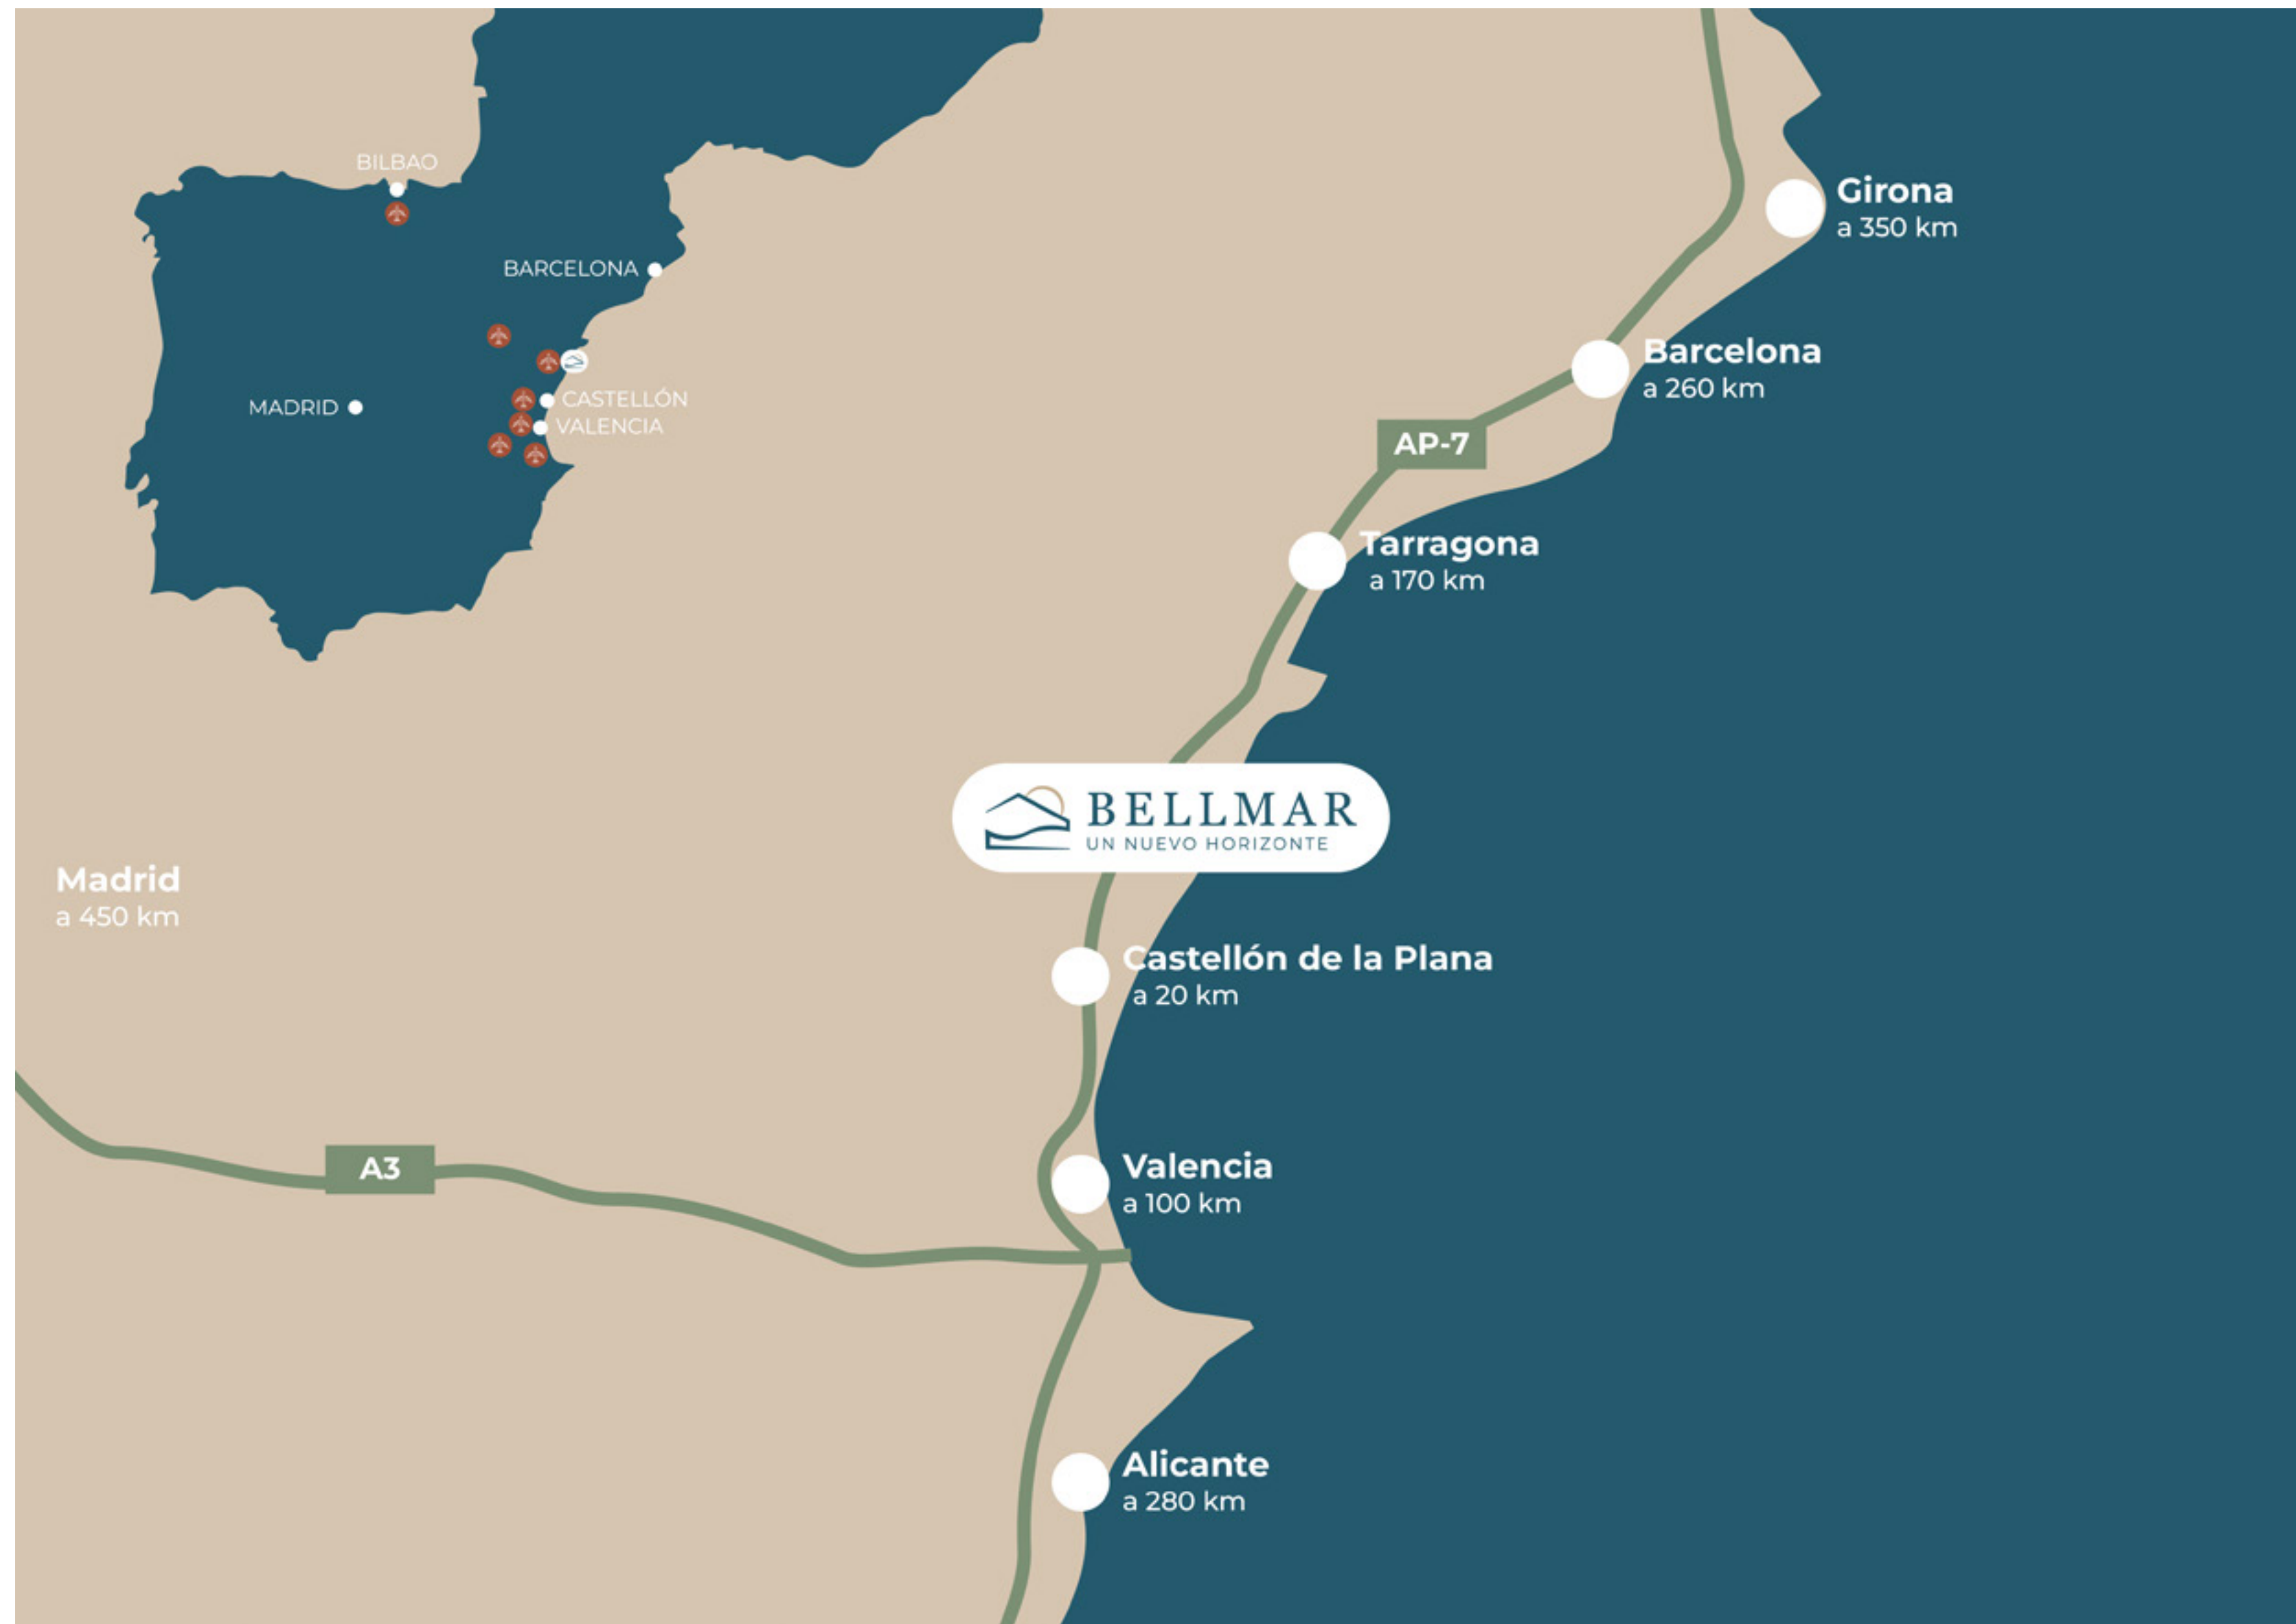 BILBAO
BARCELONA
MADRID
CASTELLÓN
VALENCIA
Girona
a 350 km
Barcelona
a 260 km
AP-7
Tarragona
a 170 km
BELLMAR
UN NUEVO HORIZONTE
Madrid
a 450 km
Castellón de la Plana
a 20 km
A3
Valencia
a 100 km
Alicante
a 280 km